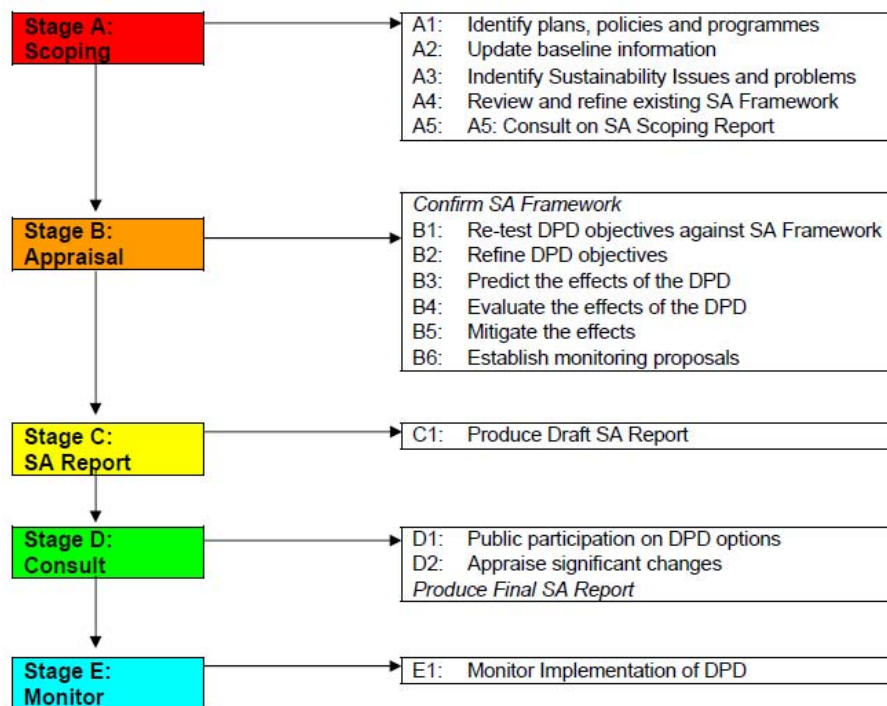 Stage A:
Scoping
A1: Identify plans, policies and programmes
A2: Update baseline information
A3: Indentify Sustainability Issues and problems
A4: Review and refine existing SA Framework
A5: A5: Consult on SA Scoping Report
Stage B:
Appraisal
Confirm SA Framework
B1: Re-test DPD objectives against SA Framework
B2: Refine DPD objectives
B3: Predict the effects of the DPD
B4: Evaluate the effects of the DPD
B5: Mitigate the effects
B6: Establish monitoring proposals
Stage C:
SA Report
C1: Produce Draft SA Report
Stage D:
Consult
D1: Public participation on DPD options
D2: Appraise significant changes
Produce Final SA Report
Stage E:
Monitor
E1: Monitor Implementation of DPD